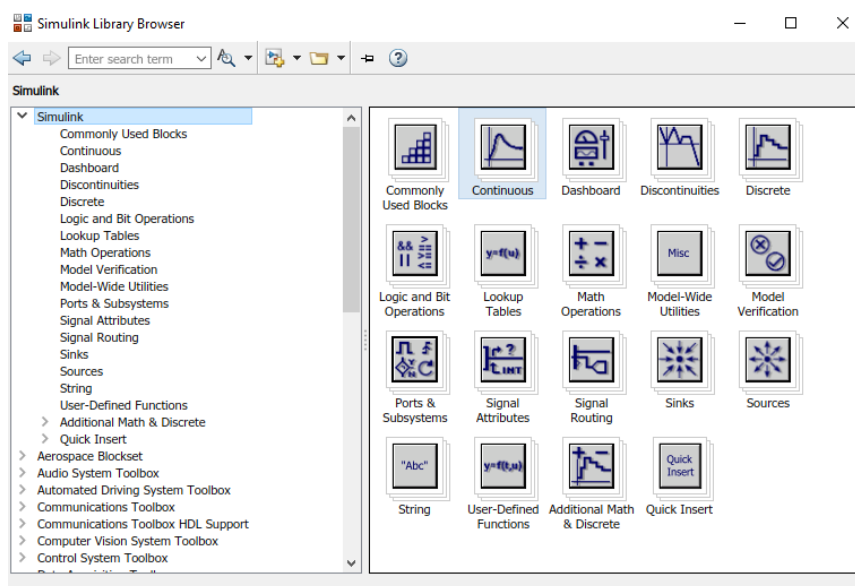 Simulink Library Browser
Enter search term
Simulink
Simulink
Commonly Used Blocks
Continuous
Dashboard
Discontinuities
Discrete
Logic and Bit Operations
Lookup Tables
Math Operations
Model Verification
Model-Wide Utilities
Ports & Subsystems
Signal Attributes
Signal Routing
Sinks
Sources
String
User-Defined Functions
Additional Math & Discrete
Quick Insert
Aerospace Blockset
Audio System Toolbox
Automated Driving System Toolbox
Communications Toolbox
Communications Toolbox HDL Support
Computer Vision System Toolbox
Control System Toolbox
Commonly
Used Blocks
Continuous
Dashboard
Discontinuities
Discrete
&& > 
|| >=
<=
y=f(u)
+ −
÷ ×
Misc
Logic and Bit
Operations
Lookup
Tables
Math
Operations
Model-Wide
Utilities
Model
Verification
Y
N
?
INT
Ports &
Subsystems
Signal
Attributes
Signal
Routing
Sinks
Sources
"Abc"
y=f(t,u)
Quick
Insert
String
User-Defined
Functions
Additional Math
& Discrete
Quick Insert